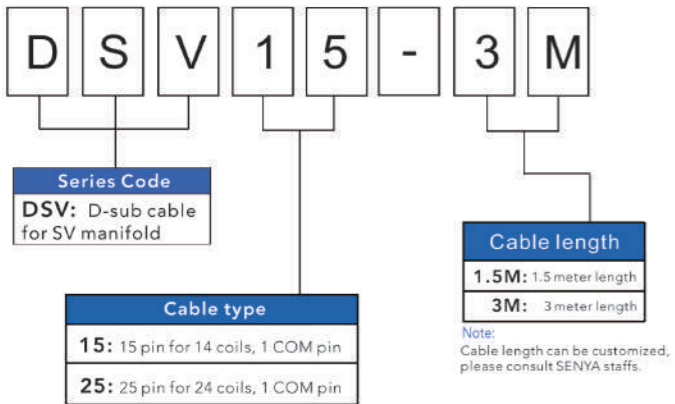 D S V 1 5 - 3 M
Series Code
DSV: D-sub cable
for SV manifold
Cable length
1.5M: 1.5 meter length
3M: 3 meter length
Note:
Cable length can be customized,
please consult SENYA staffs.
Cable type
15: 15 pin for 14 coils, 1 COM pin
25: 25 pin for 24 coils, 1 COM pin